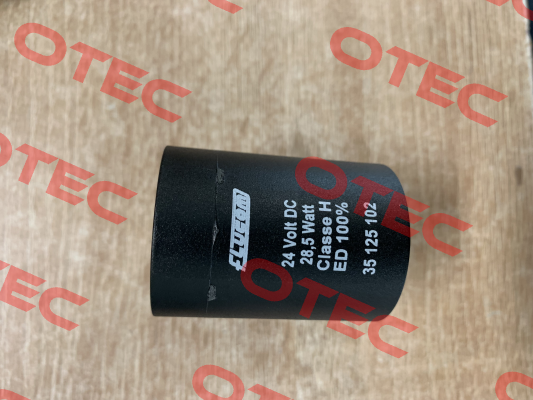 FLUCOM
24 Volt DC
28,5 Watt
Classe H
ED 100%
35 125 102
OTEC
OTEC
OTEC
OTEC
OTEC
OTEC
OTEC
OTEC